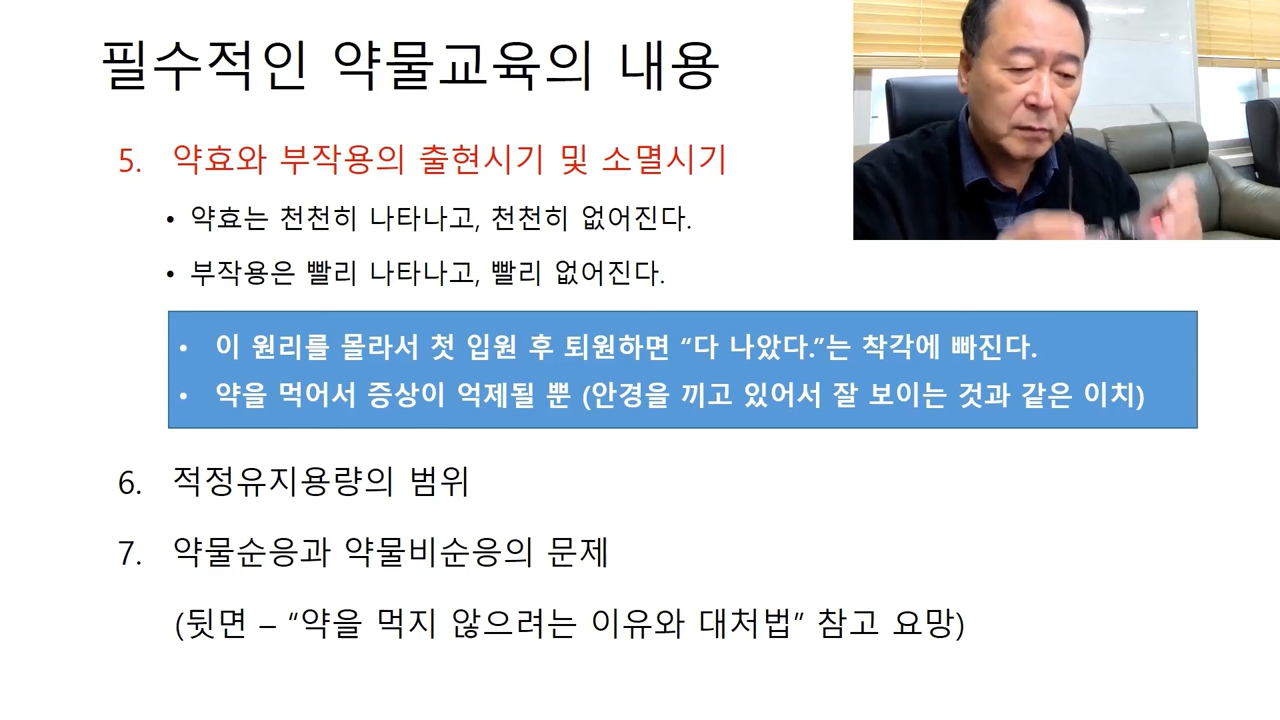 필수적인 약물교육의 내용
5. 약효와 부작용의 출현시기 및 소멸시기
• 약효는 천천히 나타나고, 천천히 없어진다.
• 부작용은 빨리 나타나고, 빨리 없어진다.
• 이 원리를 몰라서 첫 입원 후 퇴원하면 “다 나았다.”는 착각에 빠진다.
• 약을 먹어서 증상이 억제될 뿐 (안경을 끼고 있어서 잘 보이는 것과 같은 이치)
6. 적정유지용량의 범위
7. 약물순응과 약물비순응의 문제
(뒷면 – “약을 먹지 않으려는 이유와 대처법” 참고 요망)